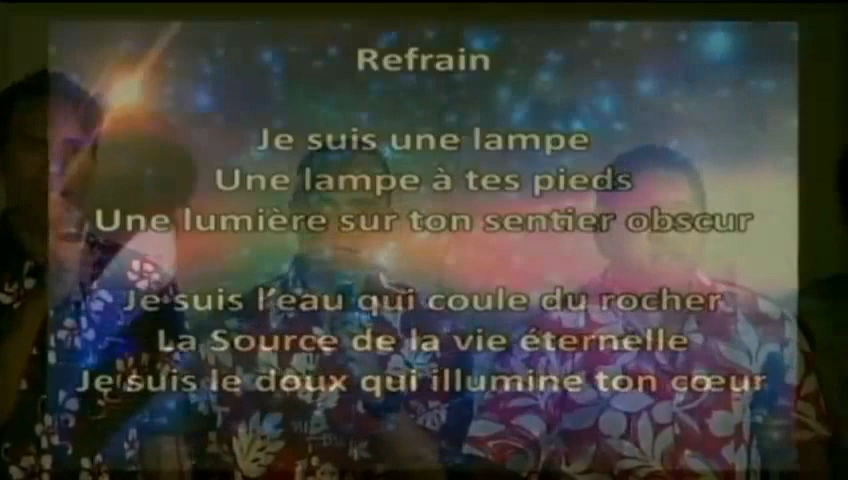 Refrain
Je suis une lampe
Une lampe à tes pieds
Une lumière sur ton sentier obscur
Je suis l'eau qui coule du rocher
La Source de la vie éternelle
Je suis le doux qui illumine ton cœur